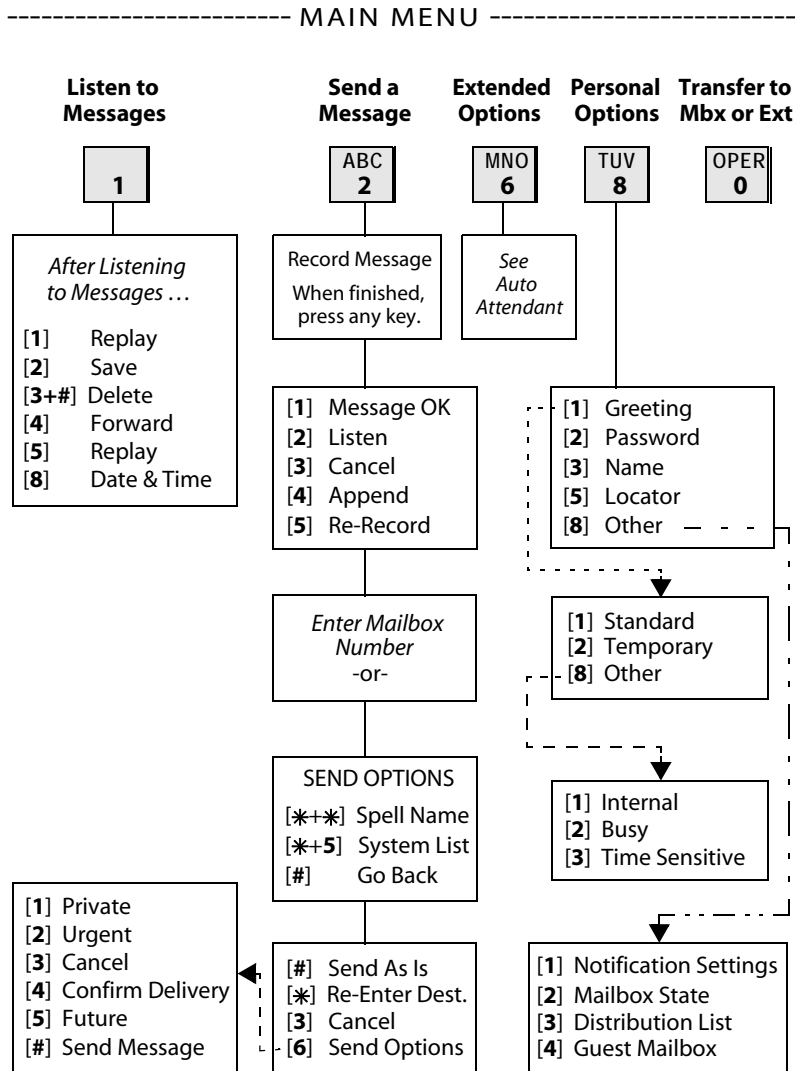 MAIN MENU
Listen to
Messages
1
After Listening
to Messages …
[1] Replay
[2] Save
[3+#] Delete
[4] Forward
[5] Replay
[8] Date & Time
Send a
Message
ABC
2
Record Message
When finished,
press any key.
[1] Message OK
[2] Listen
[3] Cancel
[4] Append
[5] Re-Record
Enter Mailbox
Number
-or-
SEND OPTIONS
[✳+✳] Spell Name
[✳+5] System List
[#] Go Back
[#] Send As Is
[✳] Re-Enter Dest.
[3] Cancel
[6] Send Options
[1] Private
[2] Urgent
[3] Cancel
[4] Confirm Delivery
[5] Future
[#] Send Message
Extended
Options
MNO
6
See
Auto
Attendant
Personal
Options
TUV
8
[1] Greeting
[2] Password
[3] Name
[5] Locator
[8] Other
[1] Standard
[2] Temporary
[8] Other
[1] Internal
[2] Busy
[3] Time Sensitive
[1] Notification Settings
[2] Mailbox State
[3] Distribution List
[4] Guest Mailbox
Transfer to
Mbx or Ext
OPER
0